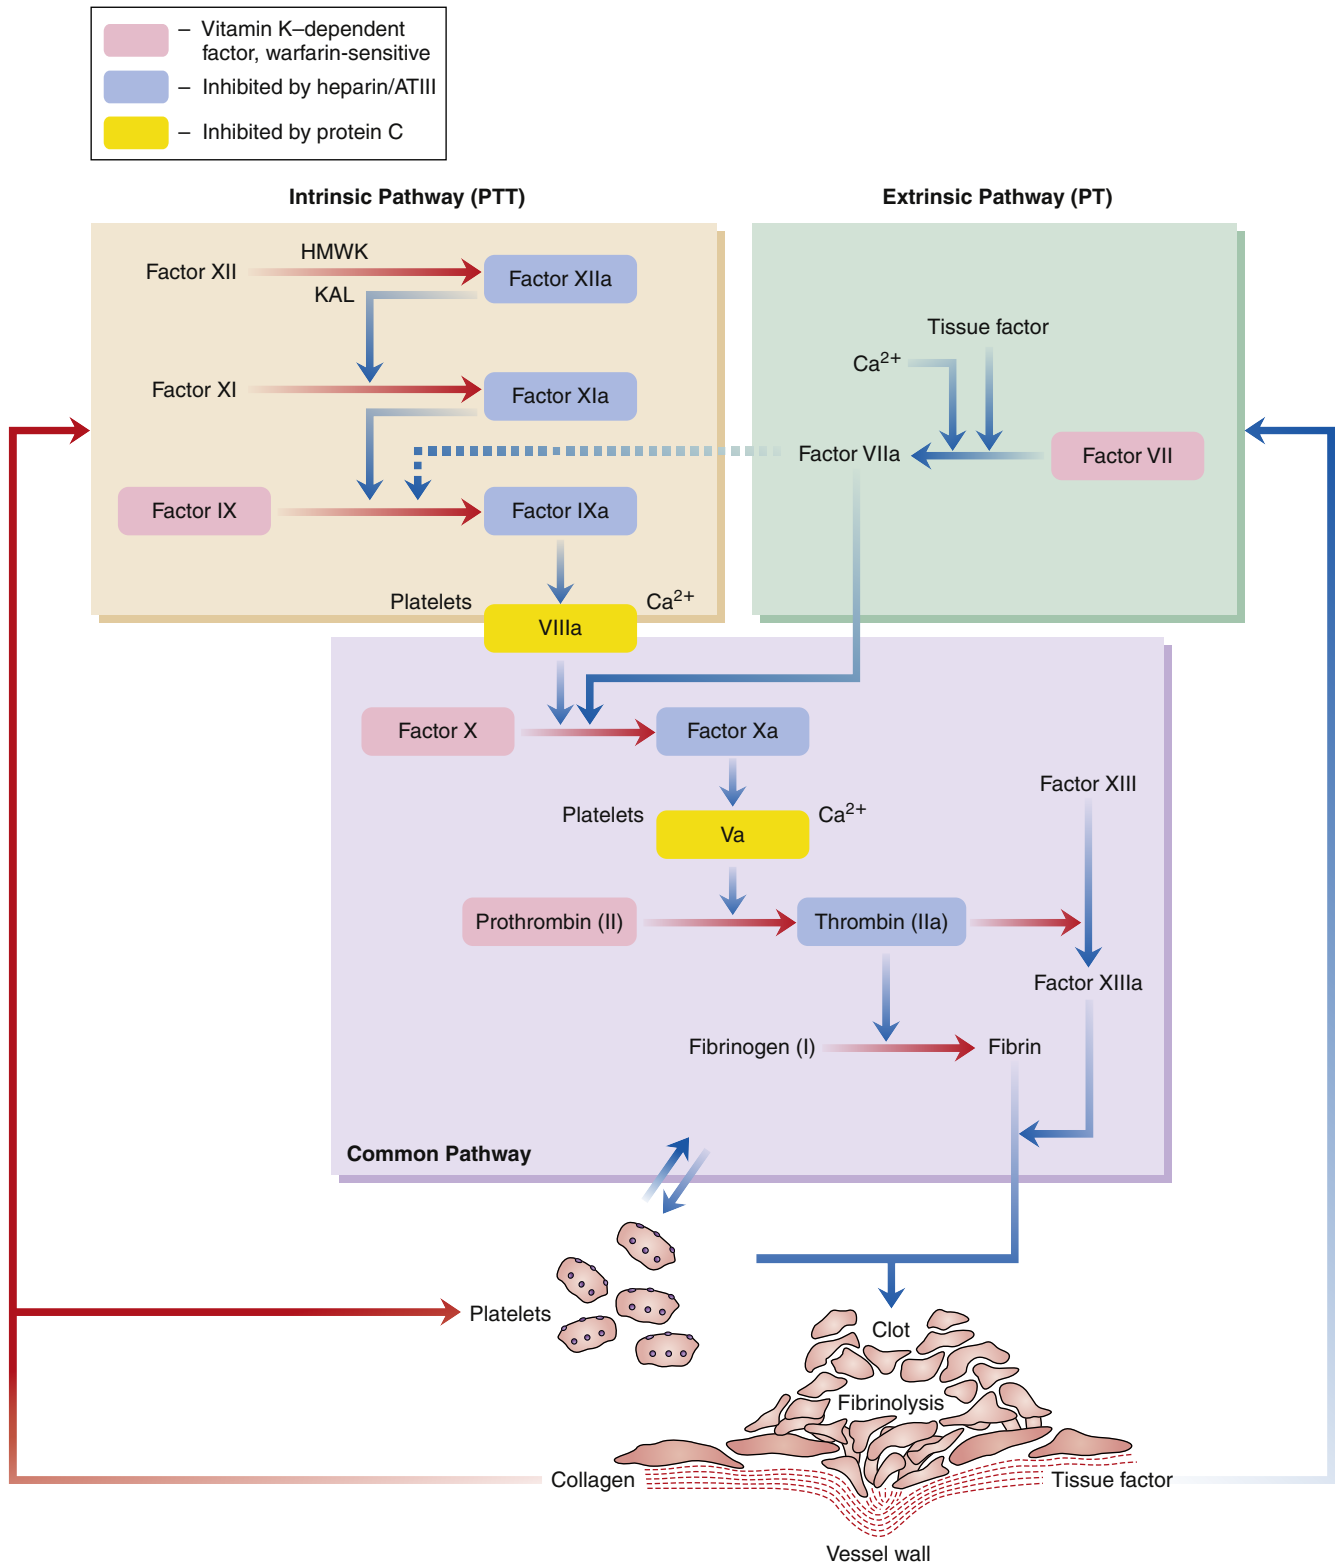 – Vitamin K–dependent
factor, warfarin-sensitive
– Inhibited by heparin/ATIII
– Inhibited by protein C
Intrinsic Pathway (PTT)
Extrinsic Pathway (PT)
HMWK
Factor XII
Factor XIIa
KAL
Tissue factor
Ca2+
Factor XI
Factor XIa
Factor VIIa
Factor VII
Factor IX
Factor IXa
Platelets
Ca2+
VIIIa
Factor X
Factor Xa
Factor XIII
Platelets
Ca2+
Va
Prothrombin (II)
Thrombin (IIa)
Factor XIIIa
Fibrinogen (I)
Fibrin
Common Pathway
Platelets
Clot
Fibrinolysis
Collagen
Tissue factor
Vessel wall